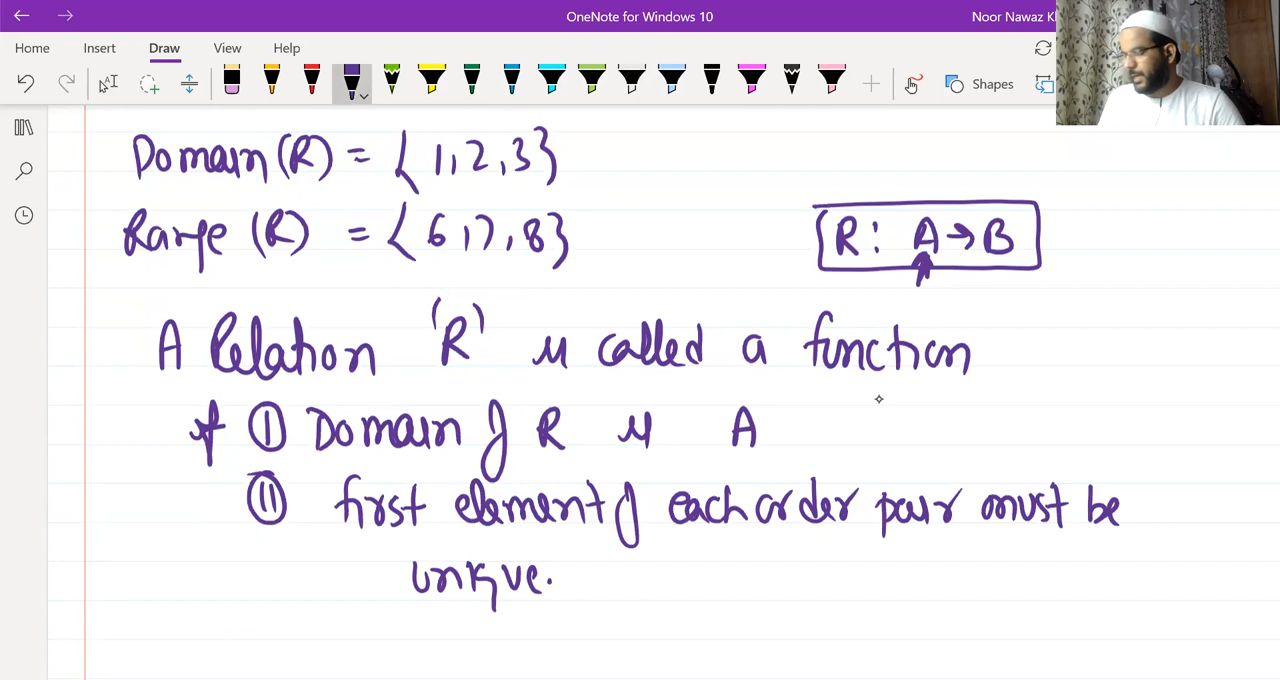 OneNote for Windows 10
Noor Nawaz Kh
Home Insert Draw View Help
Shapes
Domain (R) = { 1, 2, 3 }
Range (R) = { 6, 7, 8 }
R : A → B
A Relation 'R' is called a function
if ① Domain of R is A
② first element of each order pair must be
unique.